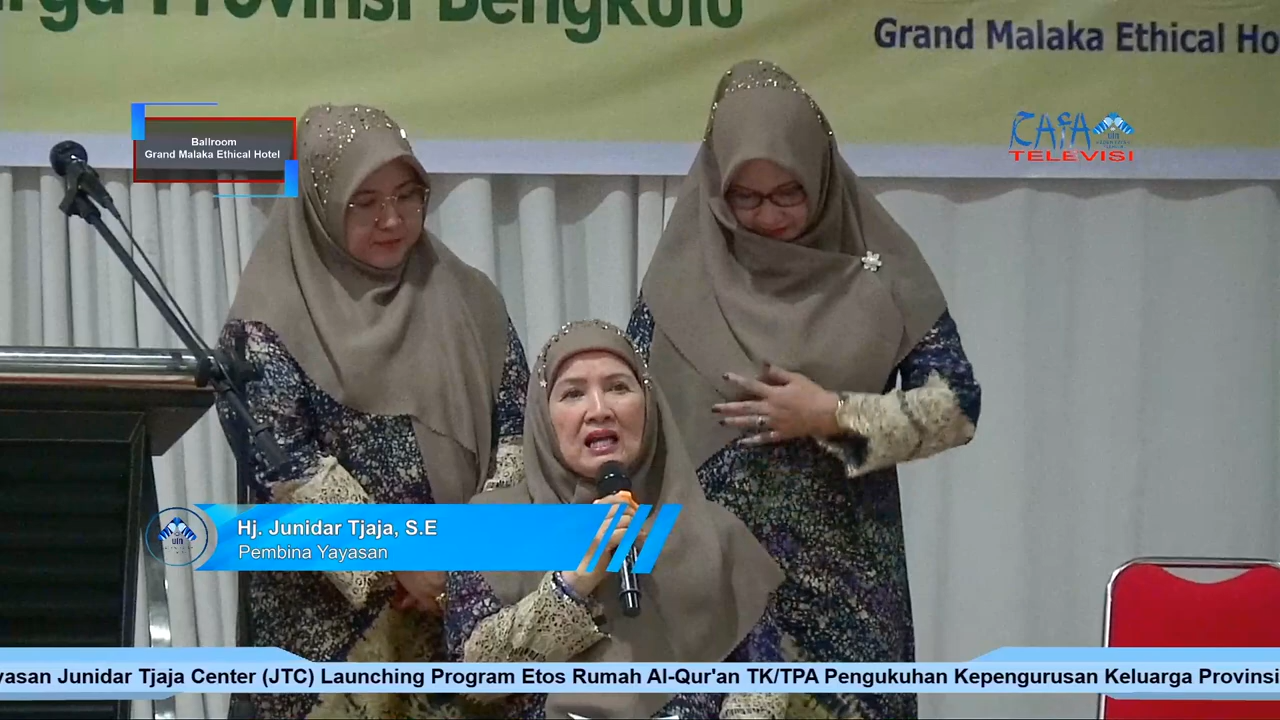 Provinsi Bengkulu
Grand Malaka Ethical Ho
Ballroom
Grand Malaka Ethical Hotel
TELEVISI
uin
Hj. Junidar Tjaja, S.E
Pembina Yayasan
yasan Junidar Tjaja Center (JTC) Launching Program Etos Rumah Al-Qur'an TK/TPA Pengukuhan Kepengurusan Keluarga Provinsi